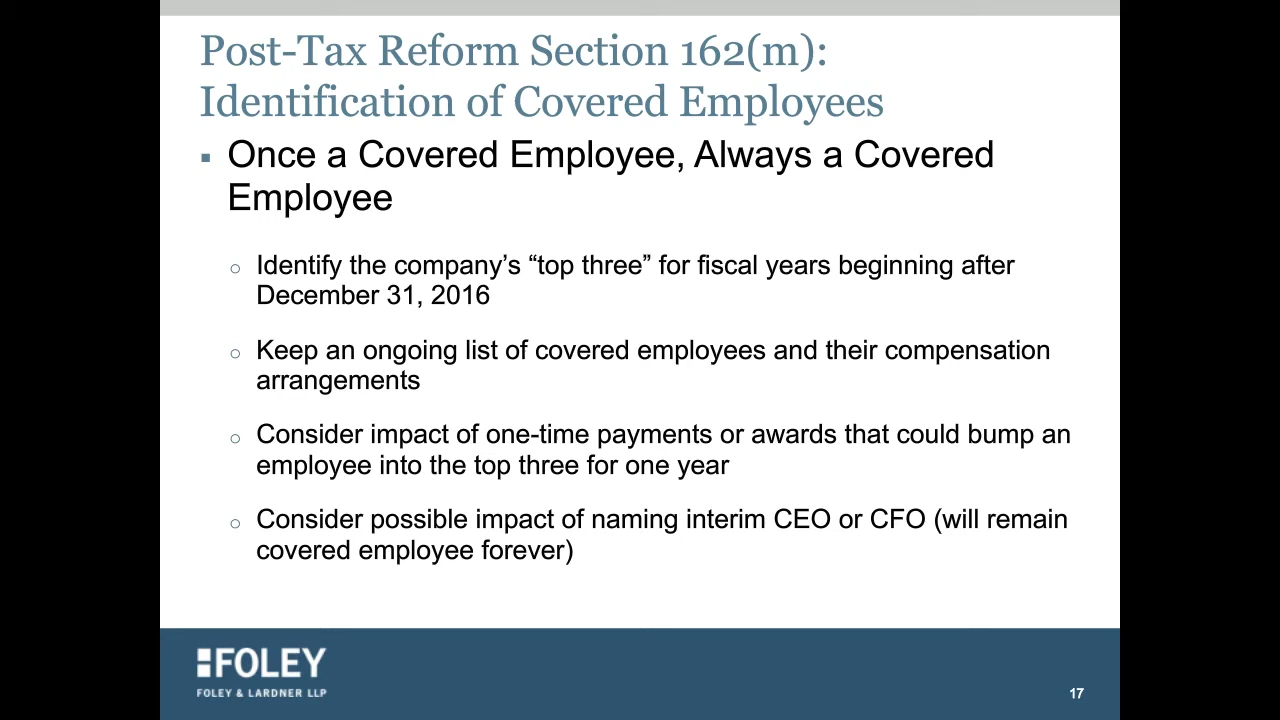 Post-Tax Reform Section 162(m):
Identification of Covered Employees
▪ Once a Covered Employee, Always a Covered
Employee
○ Identify the company’s “top three” for fiscal years beginning after
December 31, 2016
○ Keep an ongoing list of covered employees and their compensation
arrangements
○ Consider impact of one-time payments or awards that could bump an
employee into the top three for one year
○ Consider possible impact of naming interim CEO or CFO (will remain
covered employee forever)
FOLEY
FOLEY & LARDNER LLP
17